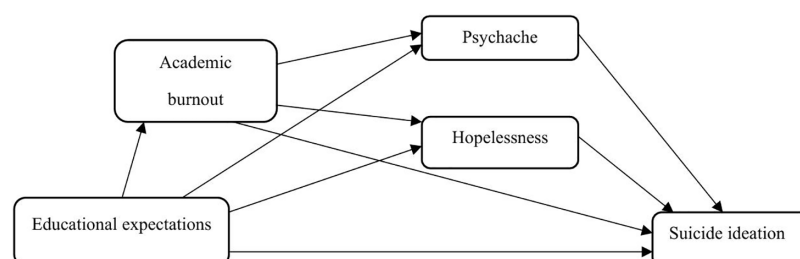 Psychache
Academic
burnout
Hopelessness
Educational expectations
Suicide ideation